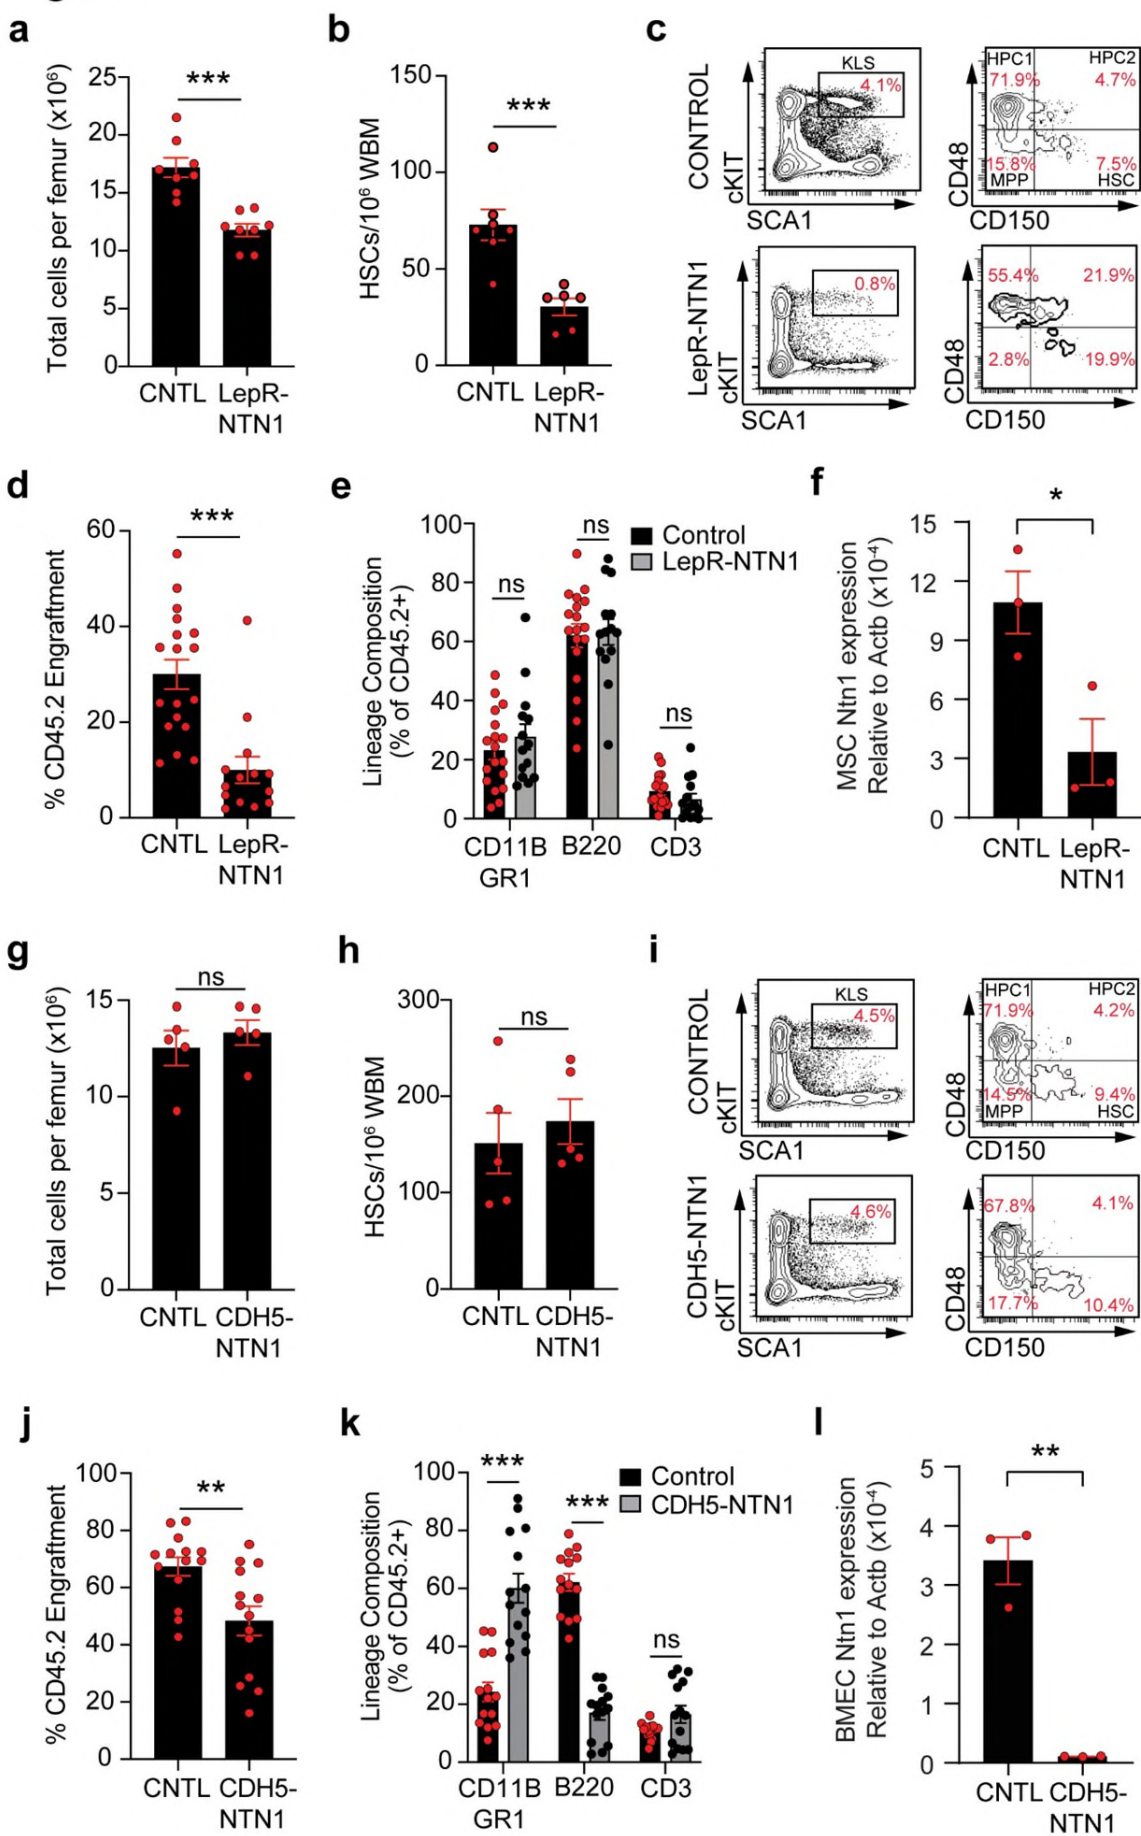 a
Total cells per femur (x10⁶)
25
20
15
10
5
0
***
CNTL LepR-
NTN1
b
HSCs/10⁶ WBM
150
100
50
0
***
CNTL LepR-
NTN1
c
CONTROL
cKIT
SCA1
KLS
4.1%
CD48
CD150
HPC1 HPC2
71.9% 4.7%
15.8% 7.5%
MPP HSC
LepR-NTN1
cKIT
SCA1
0.8%
CD48
CD150
55.4% 21.9%
2.8% 19.9%
d
% CD45.2 Engraftment
60
40
20
0
***
CNTL LepR-
NTN1
e
Lineage Composition
(% of CD45.2+)
100
80
60
40
20
0
ns
ns
ns
Control
LepR-NTN1
CD11B B220 CD3
GR1
f
MSC Ntn1 expression
Relative to Actb (x10⁻⁴)
15
12
9
6
3
0
*
CNTL LepR-
NTN1
g
Total cells per femur (x10⁶)
15
10
5
0
ns
CNTL CDH5-
NTN1
h
HSCs/10⁶ WBM
300
200
100
0
ns
CNTL CDH5-
NTN1
i
CONTROL
cKIT
SCA1
KLS
4.5%
CD48
CD150
HPC1 HPC2
71.9% 4.2%
14.5% 9.4%
MPP HSC
CDH5-NTN1
cKIT
SCA1
4.6%
CD48
CD150
67.8% 4.1%
17.7% 10.4%
j
% CD45.2 Engraftment
100
80
60
40
20
0
**
CNTL CDH5-
NTN1
k
Lineage Composition
(% of CD45.2+)
100
80
60
40
20
0
***
***
ns
Control
CDH5-NTN1
CD11B B220 CD3
GR1
l
BMEC Ntn1 expression
Relative to Actb (x10⁻⁴)
5
4
3
2
1
0
**
CNTL CDH5-
NTN1